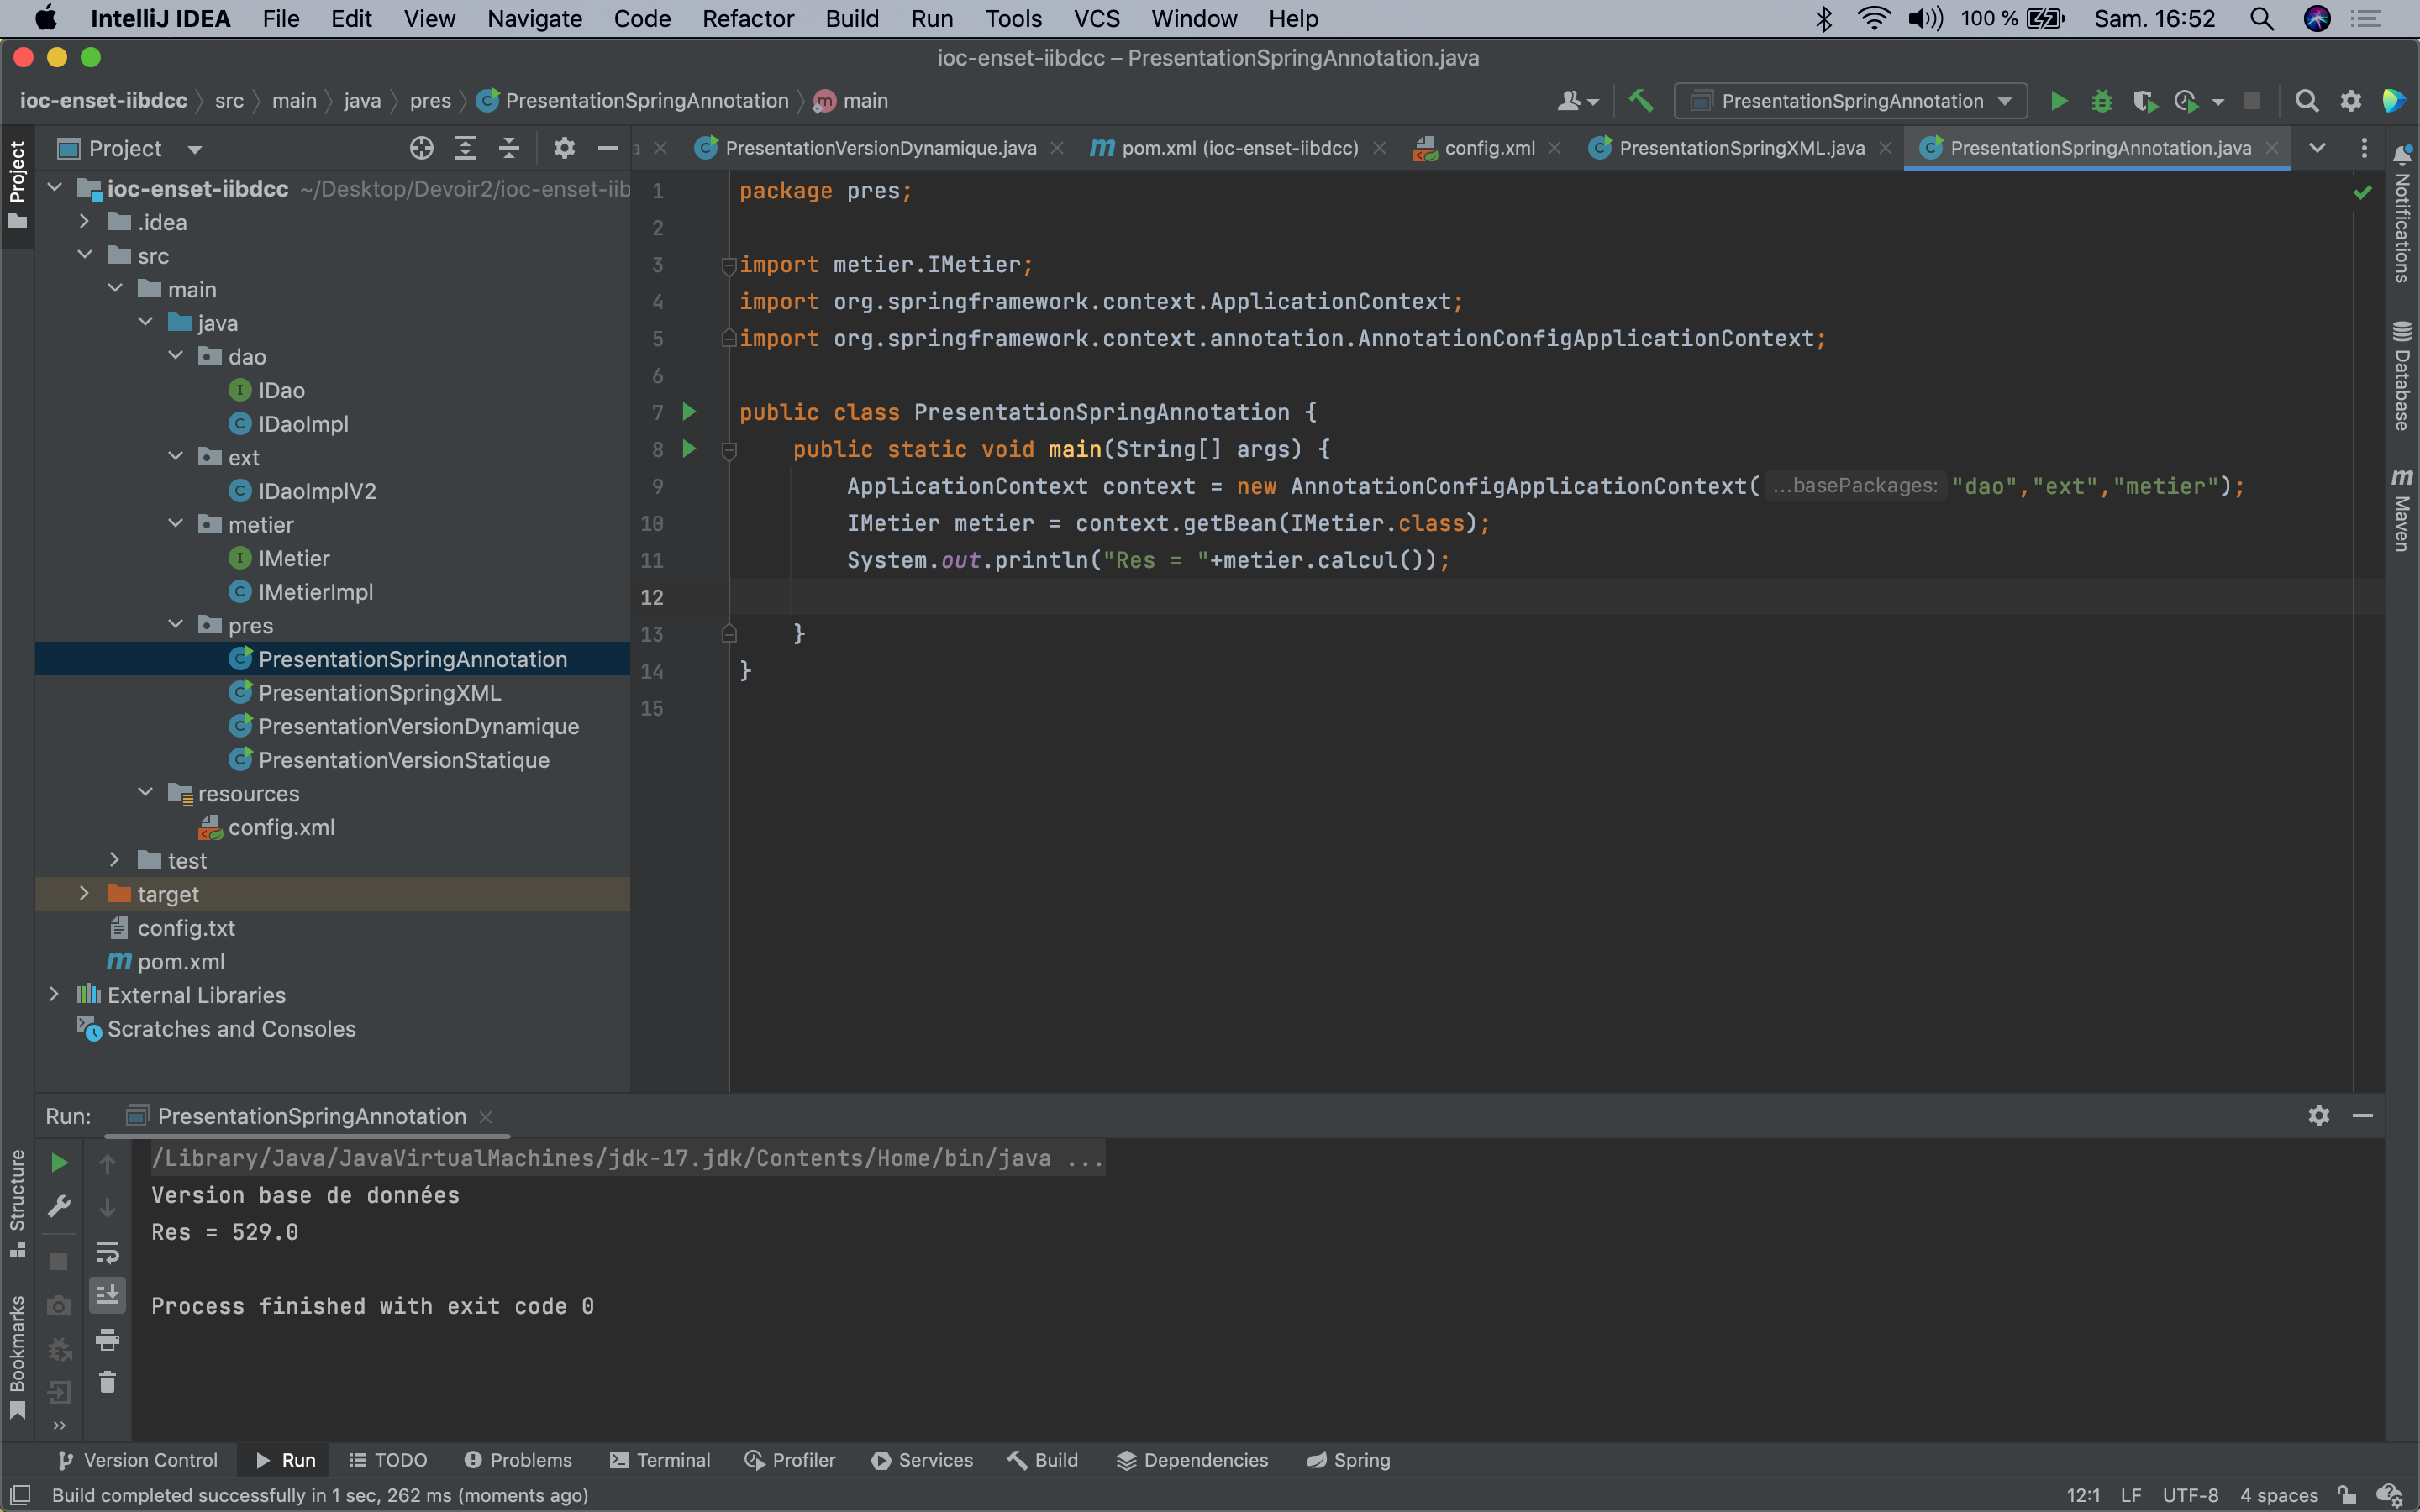 IntelliJ IDEA File Edit View Navigate Code Refactor Build Run Tools VCS Window Help 100 % Sam. 16:52
ioc-enset-iibdcc – PresentationSpringAnnotation.java
ioc-enset-iibdcc src main java pres PresentationSpringAnnotation main PresentationSpringAnnotation
Project PresentationVersionDynamique.java pom.xml (ioc-enset-iibdcc) config.xml PresentationSpringXML.java PresentationSpringAnnotation.java
Project
ioc-enset-iibdcc ~/Desktop/Devoir2/ioc-enset-iib
.idea
src
main
java
dao
IDao
IDaoImpl
ext
IDaoImplV2
metier
IMetier
IMetierImpl
pres
PresentationSpringAnnotation
PresentationSpringXML
PresentationVersionDynamique
PresentationVersionStatique
resources
config.xml
test
target
config.txt
pom.xml
External Libraries
Scratches and Consoles
1 package pres;
2
3 import metier.IMetier;
4 import org.springframework.context.ApplicationContext;
5 import org.springframework.context.annotation.AnnotationConfigApplicationContext;
6
7 public class PresentationSpringAnnotation {
8 public static void main(String[] args) {
9 ApplicationContext context = new AnnotationConfigApplicationContext( ...basePackages: "dao","ext","metier");
10 IMetier metier = context.getBean(IMetier.class);
11 System.out.println("Res = "+metier.calcul());
12
13 }
14 }
15
Notifications
Database
Maven
Run: PresentationSpringAnnotation
/Library/Java/JavaVirtualMachines/jdk-17.jdk/Contents/Home/bin/java ...
Version base de données
Res = 529.0
Process finished with exit code 0
Structure
Bookmarks
Version Control Run TODO Problems Terminal Profiler Services Build Dependencies Spring
Build completed successfully in 1 sec, 262 ms (moments ago) 12:1 LF UTF-8 4 spaces